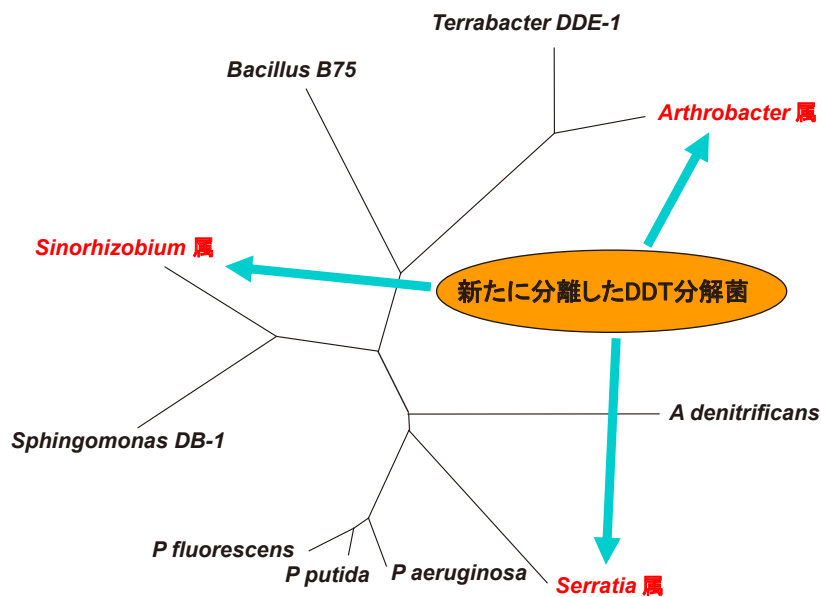 Terrabacter DDE-1
Bacillus B75
Arthrobacter 属
Sinorhizobium 属
新たに分離したDDT分解菌
A denitrificans
Sphingomonas DB-1
P fluorescens
P putida
P aeruginosa
Serratia 属